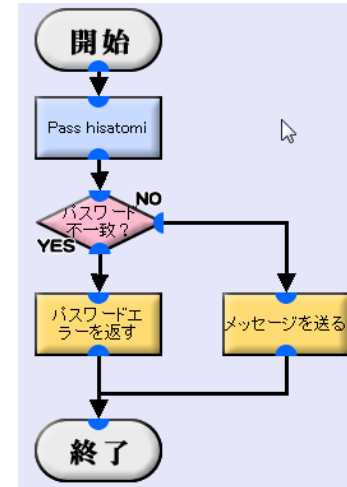 開始
Pass hisatomi
パスワード
不一致？
NO
YES
パスワードエ
ラーを返す
メッセージを送る
終了